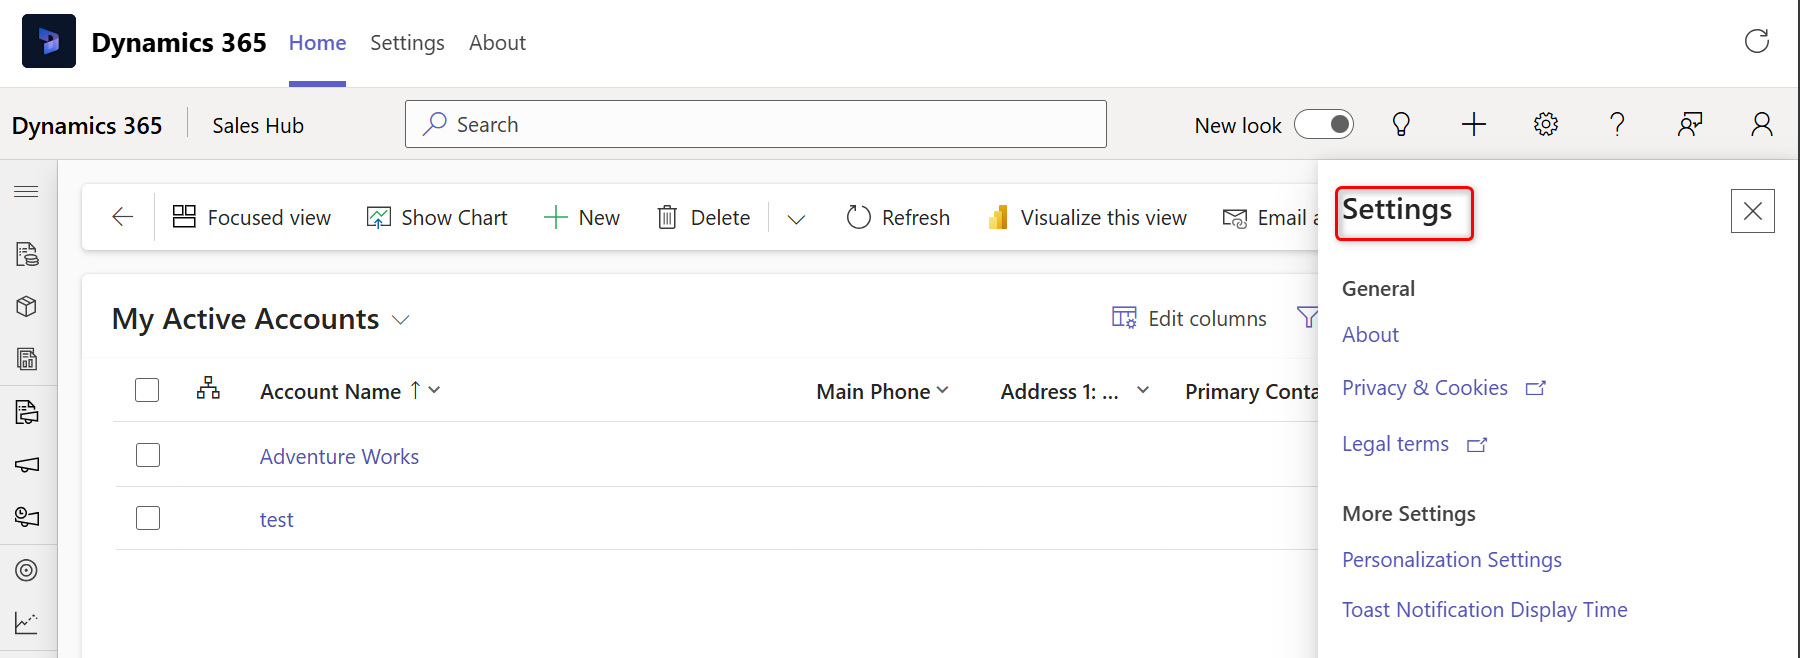 Dynamics 365 Home Settings About
Dynamics 365 Sales Hub Search New look
Focused view Show Chart New Delete Refresh Visualize this view Email a
Settings
My Active Accounts Edit columns
General
About
Account Name Main Phone Address 1: ... Primary Conta
Privacy & Cookies
Adventure Works
Legal terms
test
More Settings
Personalization Settings
Toast Notification Display Time